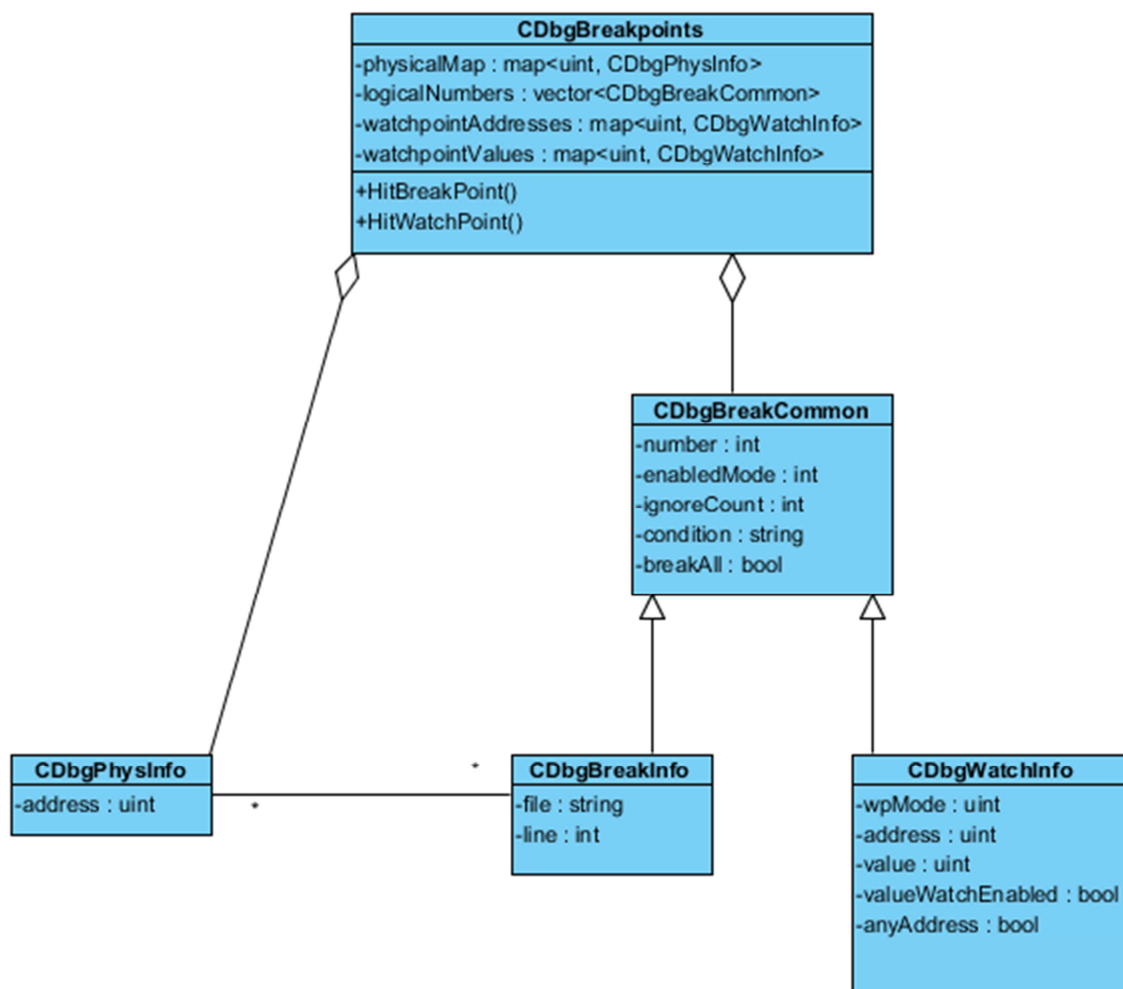 CDbgBreakpoints
-physicalMap : map<uint, CDbgPhysInfo>
-logicalNumbers : vector<CDbgBreakCommon>
-watchpointAddresses : map<uint, CDbgWatchInfo>
-watchpointValues : map<uint, CDbgWatchInfo>
+HitBreakPoint()
+HitWatchPoint()
CDbgBreakCommon
-number : int
-enabledMode : int
-ignoreCount : int
-condition : string
-breakAll : bool
CDbgPhysInfo
-address : uint
*
*
CDbgBreakInfo
-file : string
-line : int
CDbgWatchInfo
-wpMode : uint
-address : uint
-value : uint
-valueWatchEnabled : bool
-anyAddress : bool